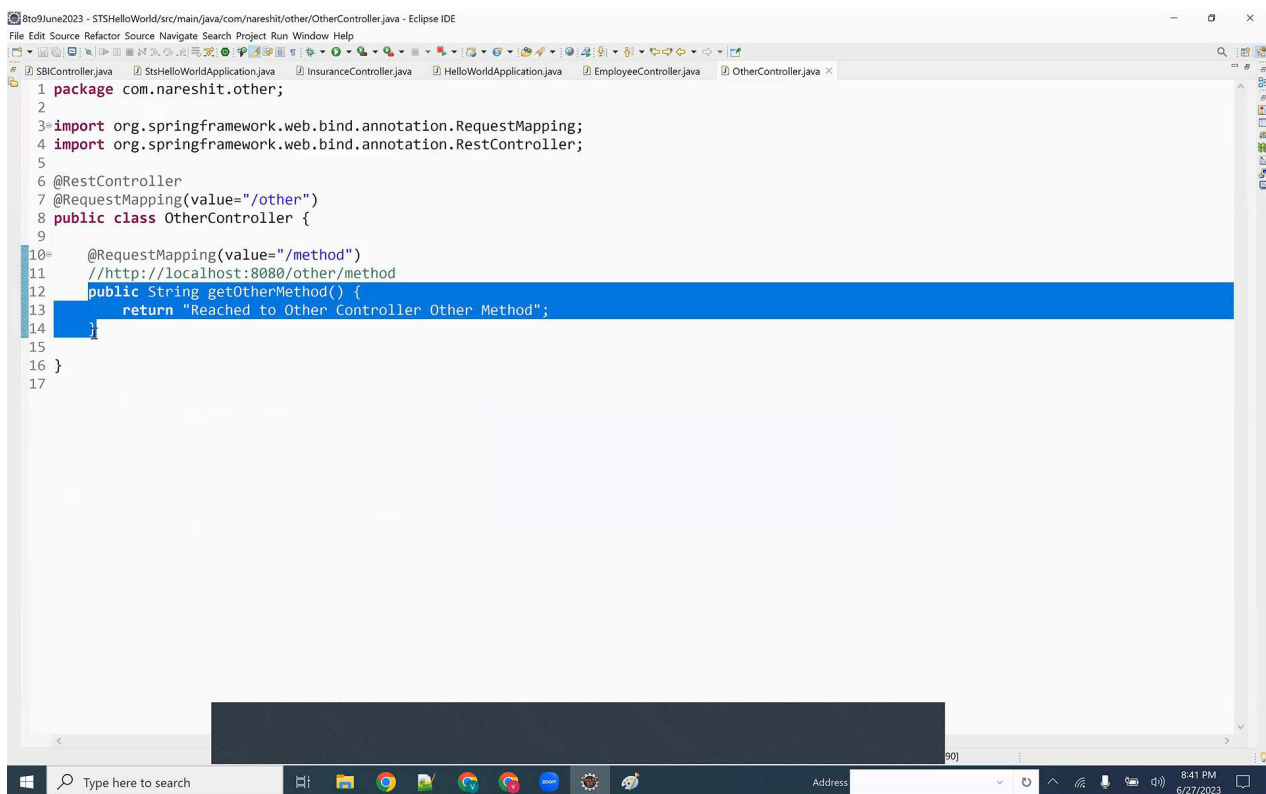 8to9June2023 - STSHelloWorld/src/main/java/com/nareshit/other/OtherController.java - Eclipse IDE
File Edit Source Refactor Source Navigate Search Project Run Window Help
SBIController.java StsHelloWorldApplication.java InsuranceController.java HelloWorldApplication.java EmployeeController.java OtherController.java
1 package com.nareshit.other;
2
3 import org.springframework.web.bind.annotation.RequestMapping;
4 import org.springframework.web.bind.annotation.RestController;
5
6 @RestController
7 @RequestMapping(value="/other")
8 public class OtherController {
9
10 @RequestMapping(value="/method")
11 //http://localhost:8080/other/method
12 public String getOtherMethod() {
13 return "Reached to Other Controller Other Method";
14 }
15
16 }
17
90]
Type here to search
zoom
Address
8:41 PM
6/27/2023